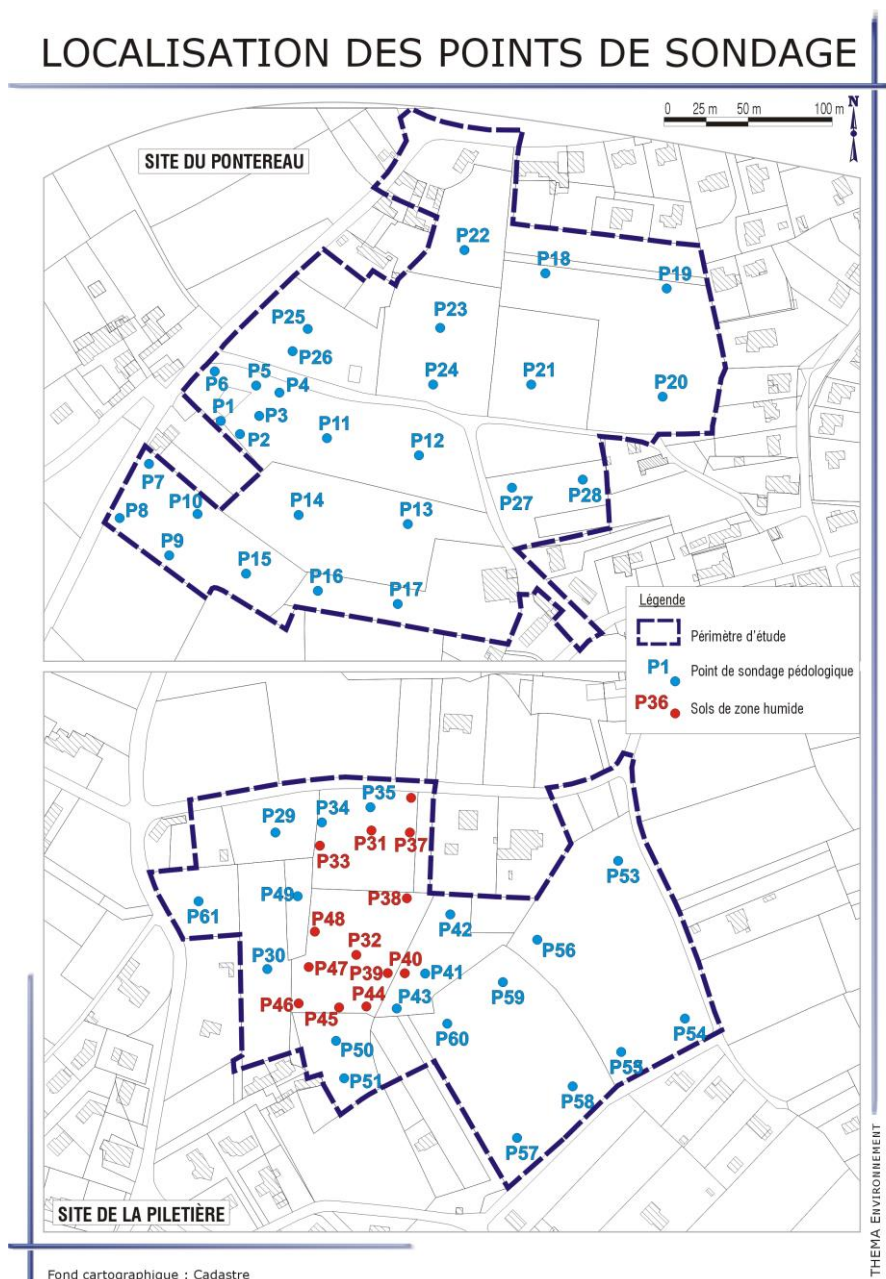 LOCALISATION DES POINTS DE SONDAGE
0 25 m 50 m 100 m
N
SITE DU PONTEREAU
P22
P18
P19
P25
P23
P26
P5
P24
P21
P6
P4
P20
P1
P3
P2
P11
P12
P7
P27
P28
P10
P14
P13
P8
P9
P15
P16
P17
Légende
Périmètre d'étude
P1
Point de sondage pédologique
P36
Sols de zone humide
P35
P34
P29
P31
P37
P33
P53
P49
P38
P61
P48
P42
P32
P56
P30
P47
P39
P40
P41
P59
P46
P44
P43
P45
P60
P54
P50
P55
P51
P58
P57
SITE DE LA PILETIÈRE
THEMA ENVIRONNEMENT
Fond cartographique : Cadastre